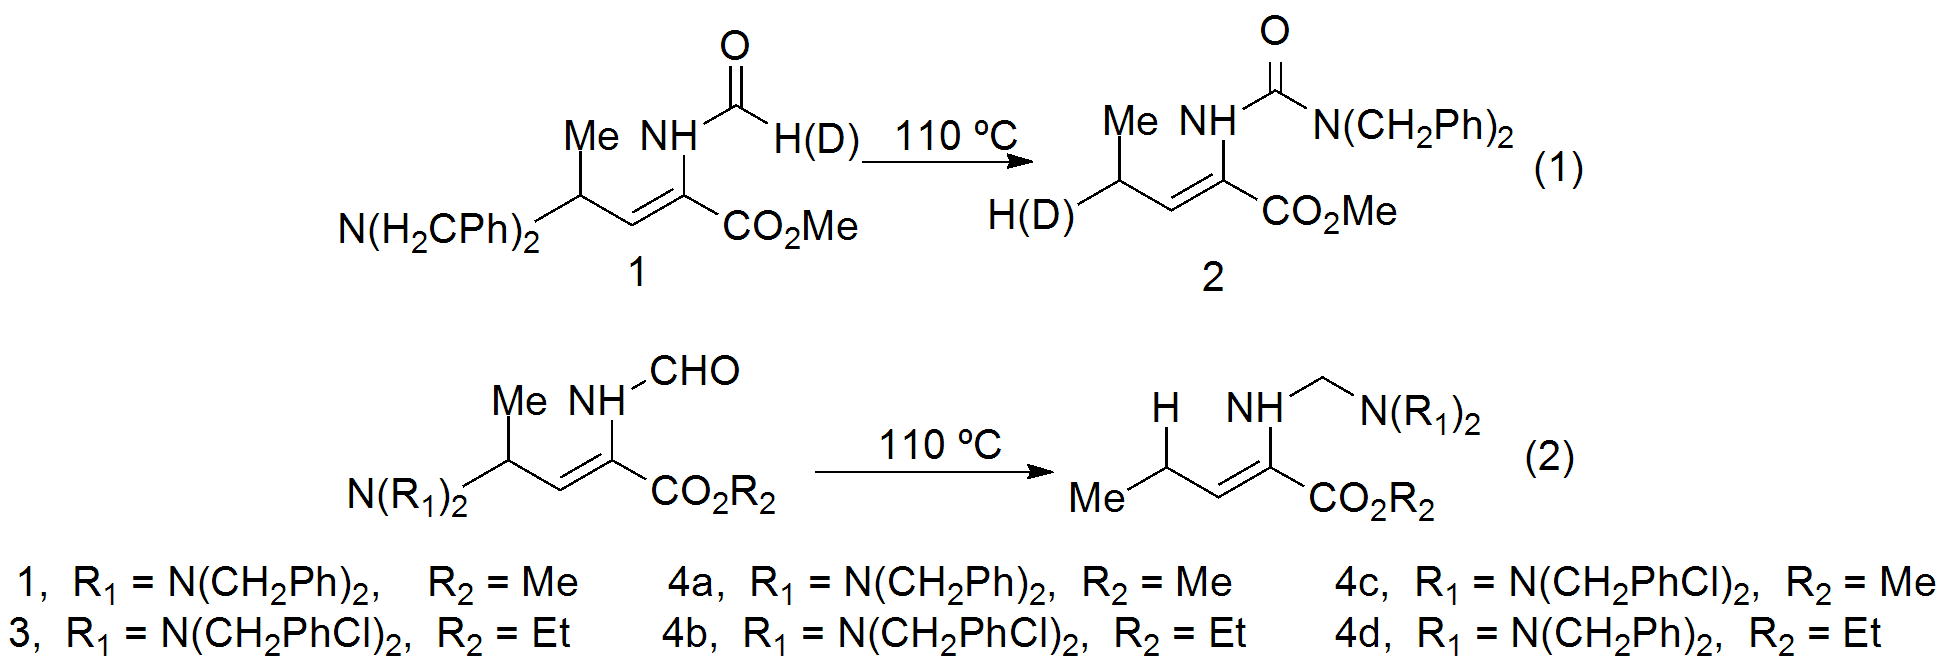 O
Me NH H(D) 110 ºC
N(H₂CPh)₂ CO₂Me
1
O
Me NH N(CH₂Ph)₂ (1)
H(D) CO₂Me
2
CHO
Me NH 110 ºC
N(R₁)₂ CO₂R₂
H NH N(R₁)₂ (2)
Me CO₂R₂
1, R₁ = N(CH₂Ph)₂, R₂ = Me 4a, R₁ = N(CH₂Ph)₂, R₂ = Me 4c, R₁ = N(CH₂PhCl)₂, R₂ = Me
3, R₁ = N(CH₂PhCl)₂, R₂ = Et 4b, R₁ = N(CH₂PhCl)₂, R₂ = Et 4d, R₁ = N(CH₂Ph)₂, R₂ = Et